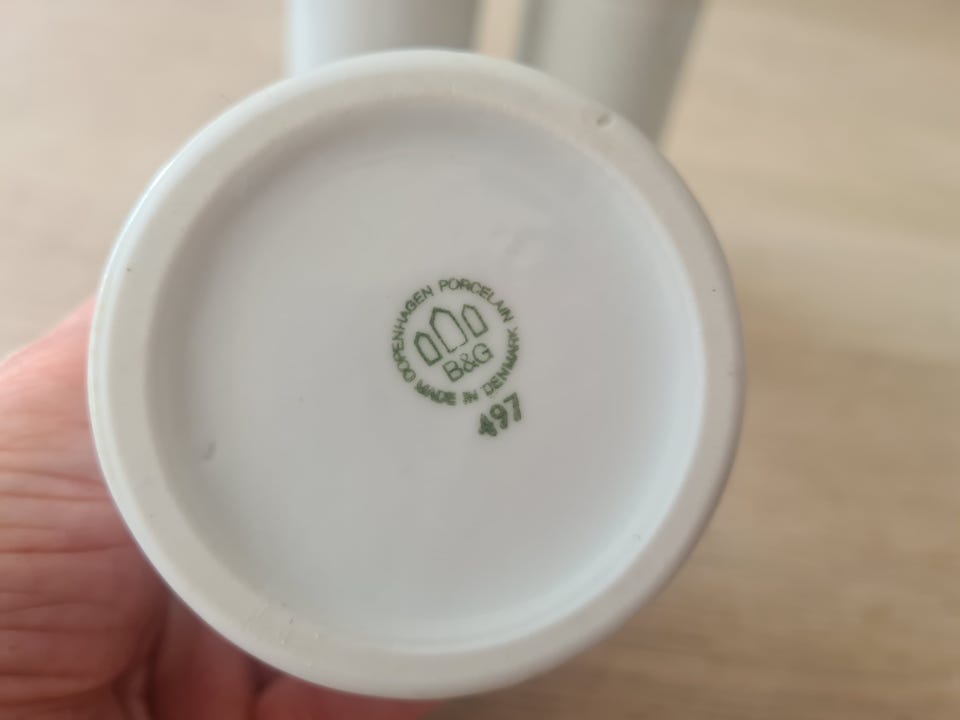 COPENHAGEN PORCELAIN
B&G
MADE IN DENMARK
497